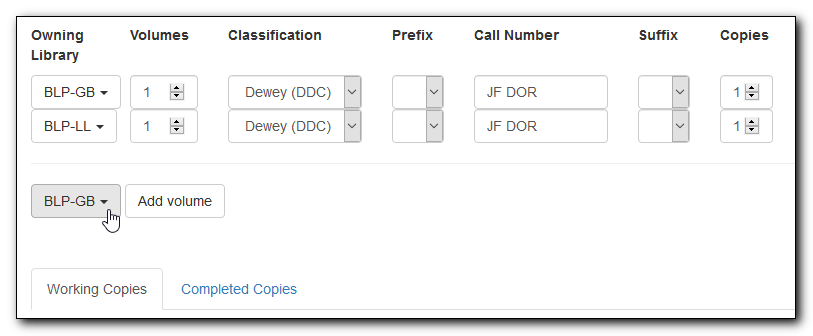 Owning Library Volumes Classification Prefix Call Number Suffix Copies
BLP-GB 1 Dewey (DDC) JF DOR 1
BLP-LL 1 Dewey (DDC) JF DOR 1
BLP-GB Add volume
Working Copies Completed Copies